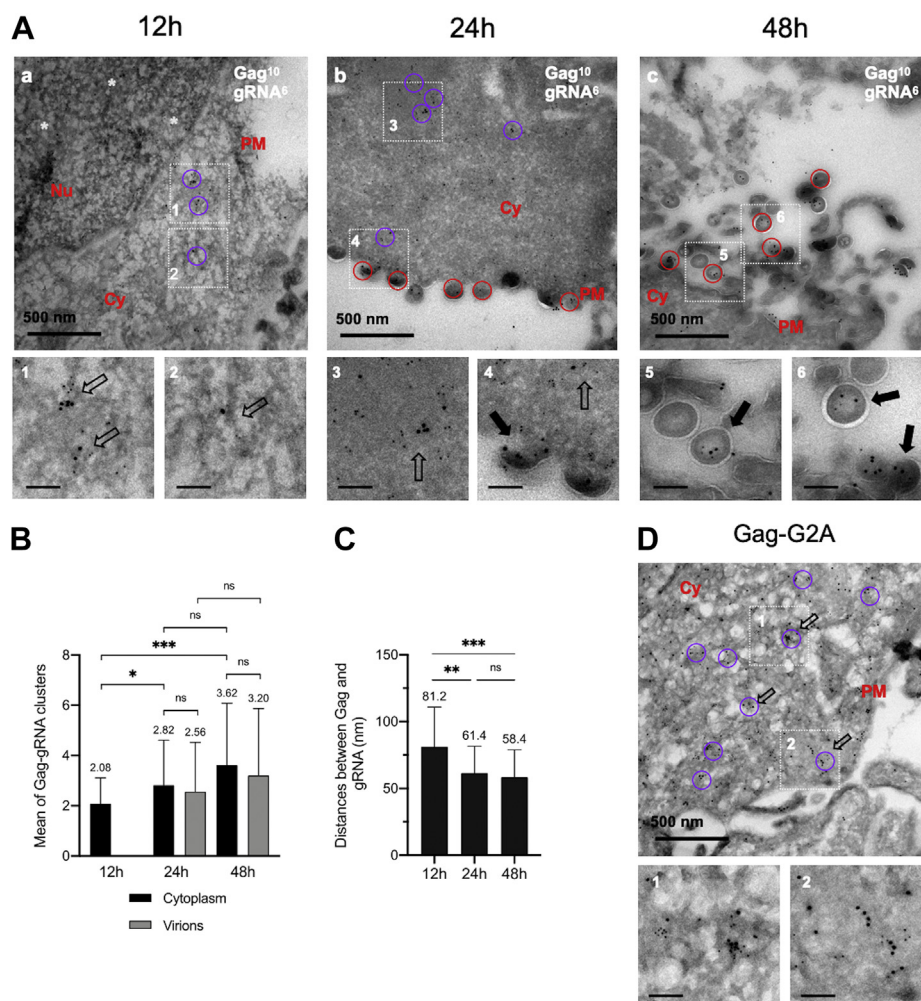 A
12h
24h
48h
a
Gag¹⁰
gRNA⁶
*
*
*
PM
Nu
1
2
Cy
500 nm
b
Gag¹⁰
gRNA⁶
3
Cy
4
PM
500 nm
c
Gag¹⁰
gRNA⁶
6
5
Cy
PM
500 nm
1
2
3
4
5
6
B
Mean of Gag-gRNA clusters
8
6
4
2
0
ns
ns
***
*
ns
ns
2.08
2.82
2.56
3.62
3.20
12h
24h
48h
Cytoplasm
Virions
C
Distances between Gag and
gRNA (nm)
150
100
50
0
***
**
ns
81.2
61.4
58.4
12h
24h
48h
D
Gag-G2A
Cy
1
PM
2
500 nm
1
2